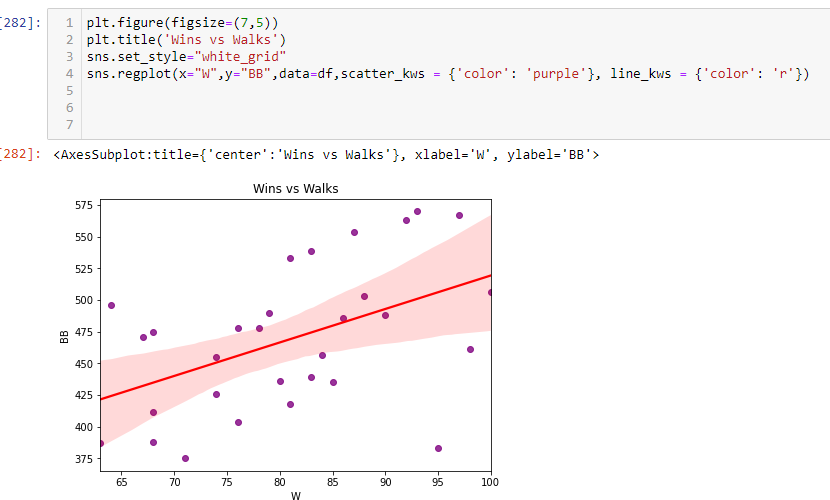 [282]:
1 plt.figure(figsize=(7,5))
2 plt.title('Wins vs Walks')
3 sns.set_style="white_grid"
4 sns.regplot(x="W",y="BB",data=df,scatter_kws = {'color': 'purple'}, line_kws = {'color': 'r'})
5
6
7
[282]: <AxesSubplot:title={'center':'Wins vs Walks'}, xlabel='W', ylabel='BB'>
Wins vs Walks
575
550
525
500
475
450
425
400
375
BB
65 70 75 80 85 90 95 100
W